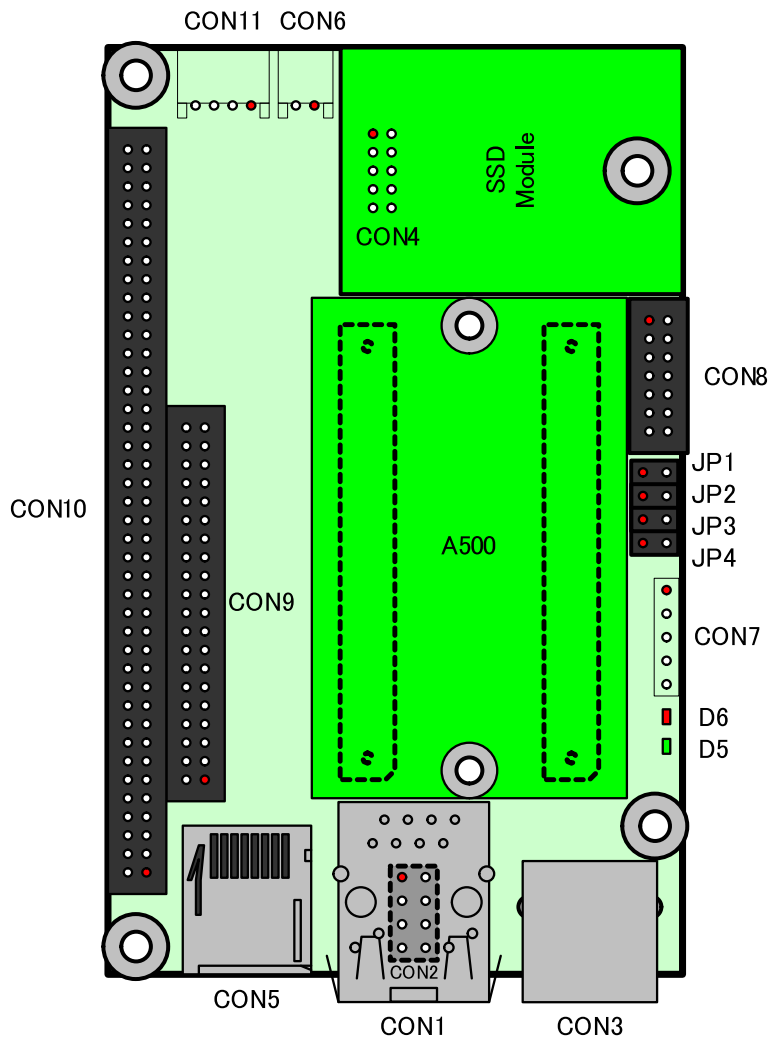 CON11 CON6
SSD
Module
CON4
CON8
JP1
JP2
CON10
JP3
A500
JP4
CON9
CON7
D6
D5
CON2
CON5
CON1
CON3